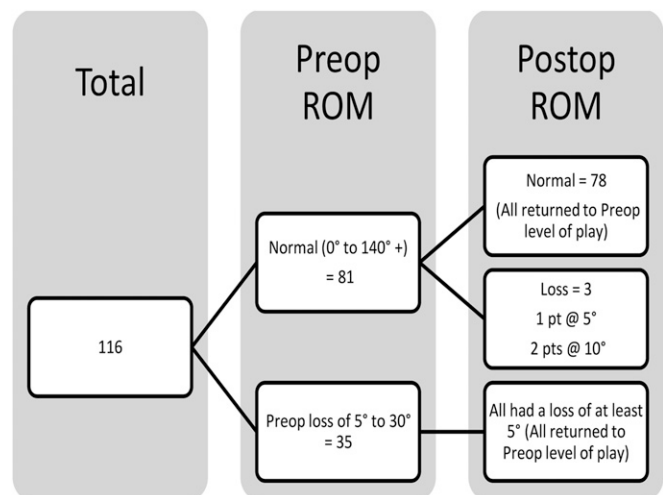 Total
Preop
ROM
Postop
ROM
116
Normal (0° to 140° +)
= 81
Preop loss of 5° to 30°
= 35
Normal = 78
(All returned to Preop
level of play)
Loss = 3
1 pt @ 5°
2 pts @ 10°
All had a loss of at least
5° (All returned to
Preop level of play)